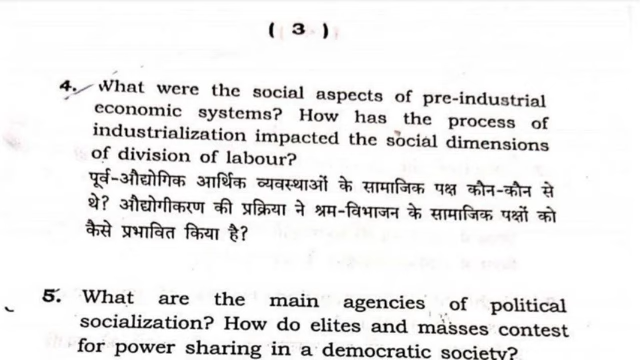 ( 3 )
4. What were the social aspects of pre-industrial
economic systems? How has the process of
industrialization impacted the social dimensions
of division of labour?
पूर्व-औद्योगिक आर्थिक व्यवस्थाओं के सामाजिक पक्ष कौन-कौन से
थे? औद्योगीकरण की प्रक्रिया ने श्रम-विभाजन के सामाजिक पक्षों को
कैसे प्रभावित किया है?
5. What are the main agencies of political
socialization? How do elites and masses contest
for power sharing in a democratic society?